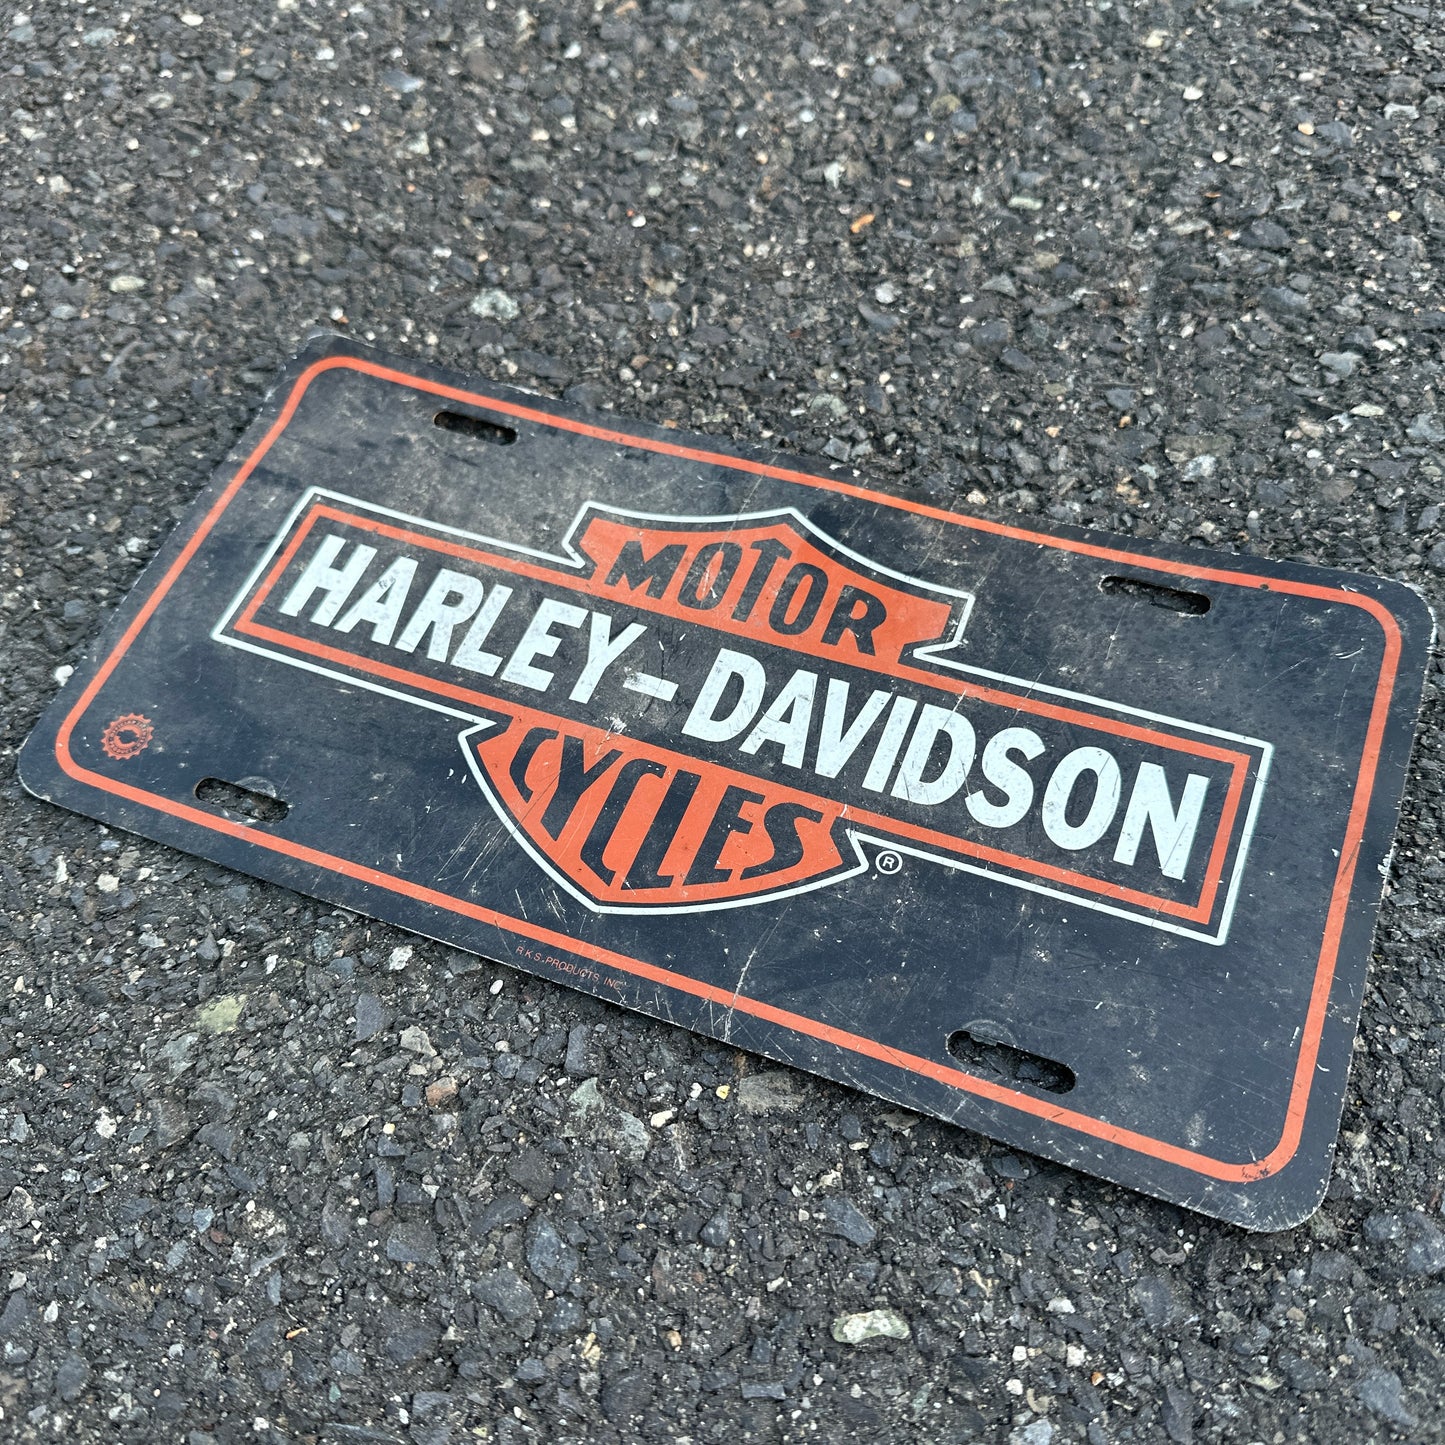 MOTOR
HARLEY-DAVIDSON
CYCLES
®
R.K.S. PRODUCTS INC.